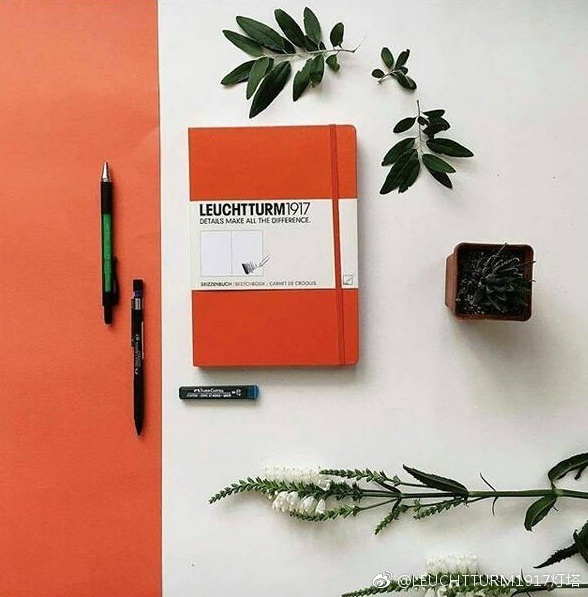 LEUCHTTURM1917
DETAILS MAKE ALL THE DIFFERENCE.
SKIZZENBUCH | SKETCHBOOK | CARNET DE CROQUIS
FABER-CASTELL
@LEUCHTTURM1917灯塔